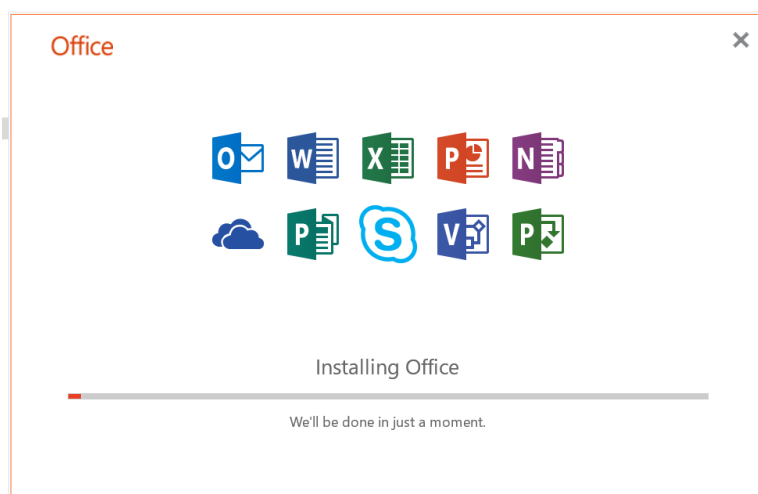 Office
O W X P N
P S V P
Installing Office
We'll be done in just a moment.